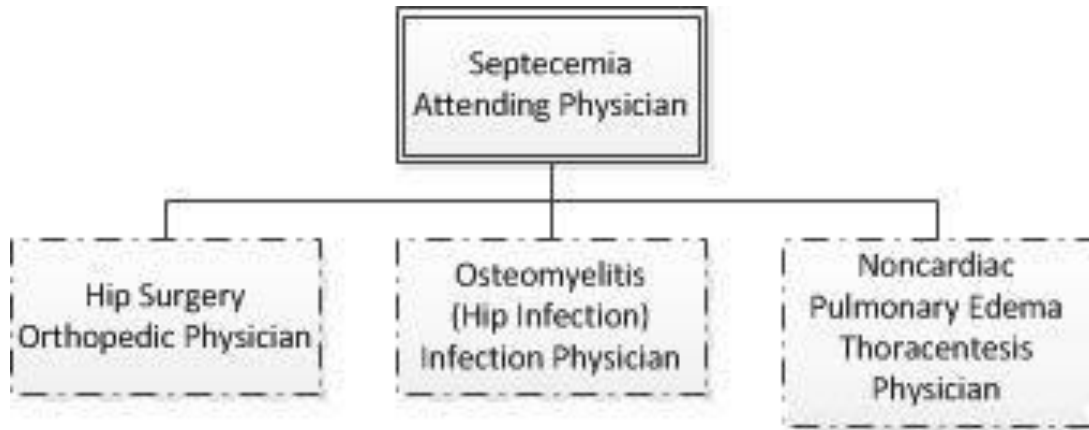 Septecemia
Attending Physician
Hip Surgery
Orthopedic Physician
Osteomyelitis
(Hip Infection)
Infection Physician
Noncardiac
Pulmonary Edema
Thoracentesis
Physician